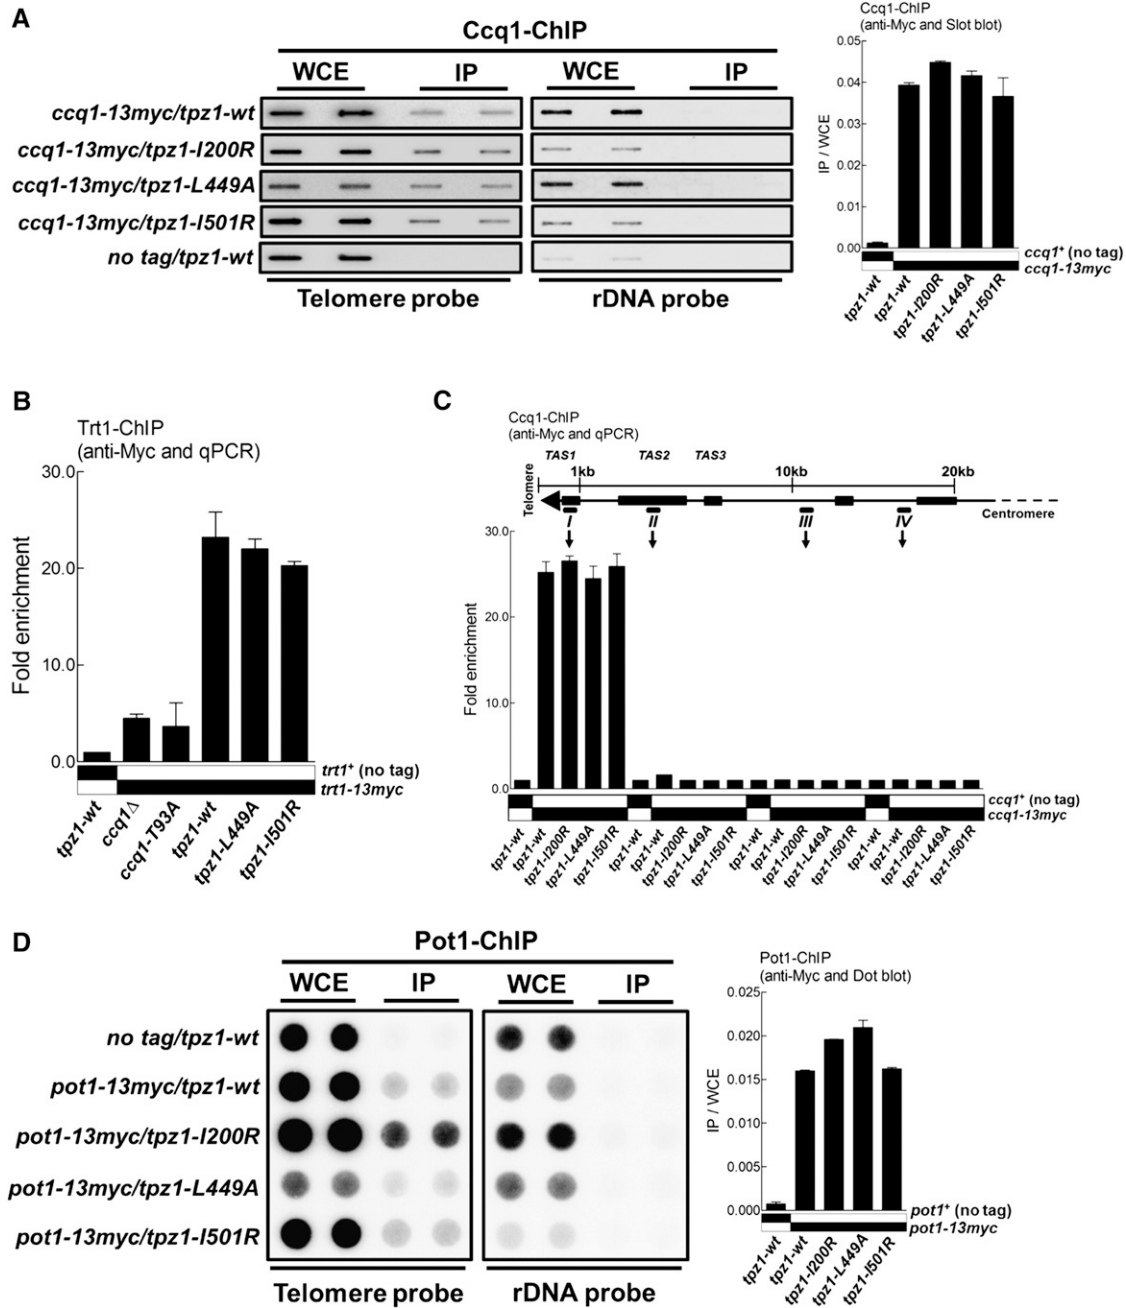 A
Ccq1-ChIP
WCE IP WCE IP
ccq1-13myc/tpz1-wt
ccq1-13myc/tpz1-I200R
ccq1-13myc/tpz1-L449A
ccq1-13myc/tpz1-I501R
no tag/tpz1-wt
Telomere probe rDNA probe
Ccq1-ChIP
(anti-Myc and Slot blot)
IP / WCE
0.05
0.04
0.03
0.02
0.01
0.00
ccq1+ (no tag)
ccq1-13myc
tpz1-wt tpz1-wt tpz1-I200R tpz1-L449A tpz1-I501R
B
Trt1-ChIP
(anti-Myc and qPCR)
Fold enrichment
30.0
20.0
10.0
0.0
trt1+ (no tag)
trt1-13myc
tpz1-wt ccq1Δ ccq1-T93A tpz1-wt tpz1-L449A tpz1-I501R
C
Ccq1-ChIP
(anti-Myc and qPCR)
TAS1 TAS2 TAS3
1kb 10kb 20kb
Telomere
Centromere
I II III IV
Fold enrichment
30.0
20.0
10.0
0.0
ccq1+ (no tag)
ccq1-13myc
tpz1-wt tpz1-wt tpz1-I200R tpz1-L449A tpz1-I501R tpz1-wt tpz1-wt tpz1-I200R tpz1-L449A tpz1-I501R tpz1-wt tpz1-wt tpz1-I200R tpz1-L449A tpz1-I501R tpz1-wt tpz1-wt tpz1-I200R tpz1-L449A tpz1-I501R
D
Pot1-ChIP
WCE IP WCE IP
no tag/tpz1-wt
pot1-13myc/tpz1-wt
pot1-13myc/tpz1-I200R
pot1-13myc/tpz1-L449A
pot1-13myc/tpz1-I501R
Telomere probe rDNA probe
Pot1-ChIP
(anti-Myc and Dot blot)
IP / WCE
0.025
0.020
0.015
0.010
0.005
0.000
pot1+ (no tag)
pot1-13myc
tpz1-wt tpz1-wt tpz1-I200R tpz1-L449A tpz1-I501R